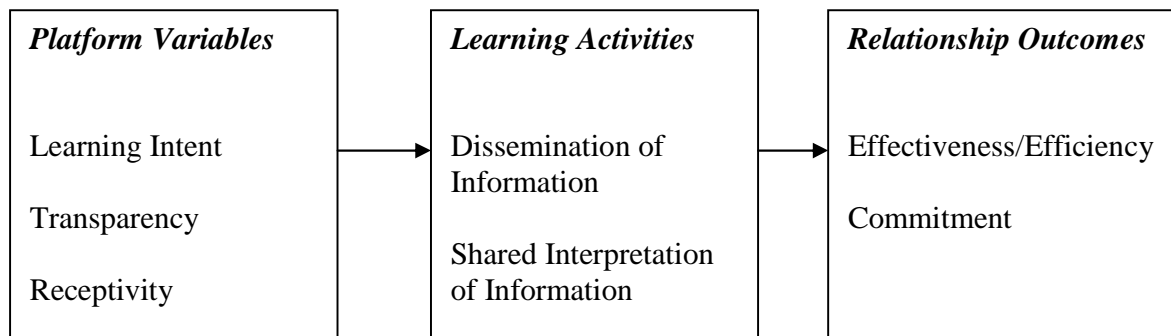 Platform Variables
Learning Intent
Transparency
Receptivity
Learning Activities
Dissemination of
Information
Shared Interpretation
of Information
Relationship Outcomes
Effectiveness/Efficiency
Commitment